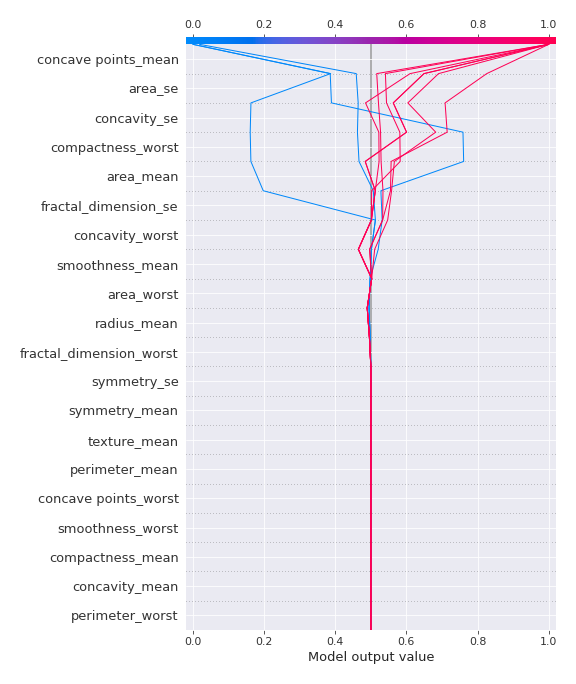 0.0 0.2 0.4 0.6 0.8 1.0
concave points_mean
area_se
concavity_se
compactness_worst
area_mean
fractal_dimension_se
concavity_worst
smoothness_mean
area_worst
radius_mean
fractal_dimension_worst
symmetry_se
symmetry_mean
texture_mean
perimeter_mean
concave points_worst
smoothness_worst
compactness_mean
concavity_mean
perimeter_worst
0.0 0.2 0.4 0.6 0.8 1.0
Model output value